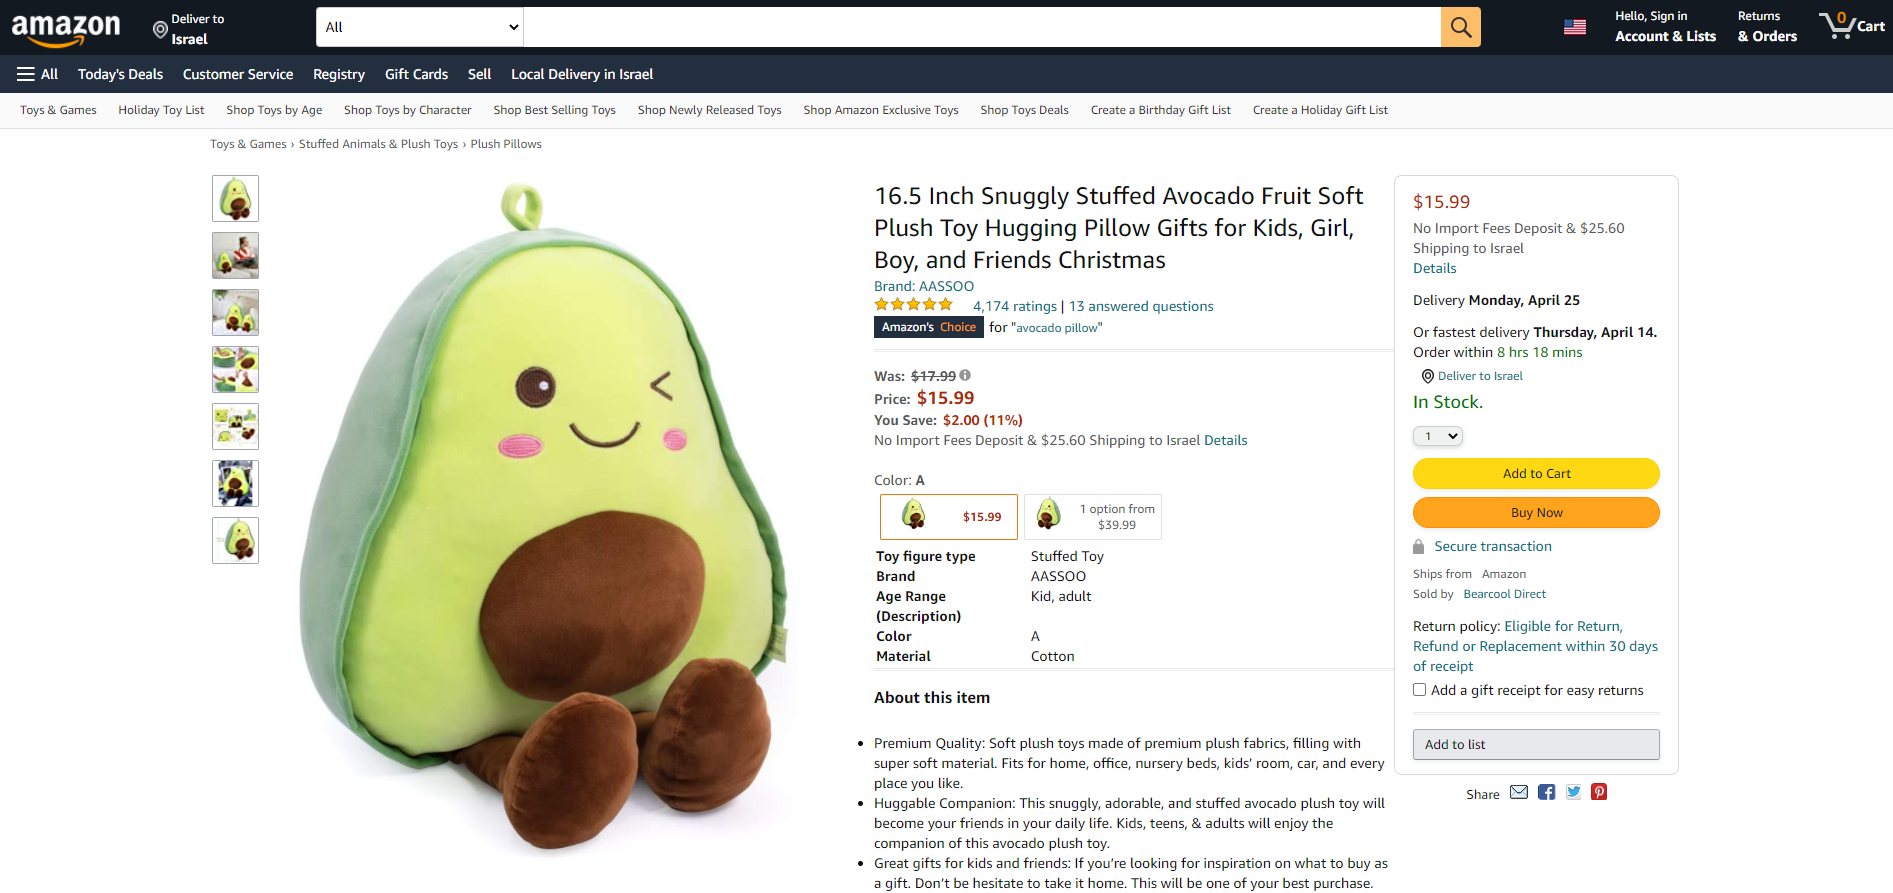 amazon
Deliver to
Israel
All
Hello, Sign in
Account & Lists
Returns
& Orders
0
Cart
All
Today's Deals
Customer Service
Registry
Gift Cards
Sell
Local Delivery in Israel
Toys & Games
Holiday Toy List
Shop Toys by Age
Shop Toys by Character
Shop Best Selling Toys
Shop Newly Released Toys
Shop Amazon Exclusive Toys
Shop Toys Deals
Create a Birthday Gift List
Create a Holiday Gift List
Toys & Games › Stuffed Animals & Plush Toys › Plush Pillows
16.5 Inch Snuggly Stuffed Avocado Fruit Soft
Plush Toy Hugging Pillow Gifts for Kids, Girl,
Boy, and Friends Christmas
Brand: AASSOO
4,174 ratings | 13 answered questions
Amazon's Choice for "avocado pillow"
Was: $17.99
Price: $15.99
You Save: $2.00 (11%)
No Import Fees Deposit & $25.60 Shipping to Israel Details
Color: A
$15.99
1 option from
$39.99
Toy figure type Stuffed Toy
Brand AASSOO
Age Range Kid, adult
(Description)
Color A
Material Cotton
About this item
Premium Quality: Soft plush toys made of premium plush fabrics, filling with
super soft material. Fits for home, office, nursery beds, kids’ room, car, and every
place you like.
Huggable Companion: This snuggly, adorable, and stuffed avocado plush toy will
become your friends in your daily life. Kids, teens, & adults will enjoy the
companion of this avocado plush toy.
Great gifts for kids and friends: If you’re looking for inspiration on what to buy as
a gift. Don’t be hesitate to take it home. This will be one of your best purchase.
$15.99
No Import Fees Deposit & $25.60
Shipping to Israel
Details
Delivery Monday, April 25
Or fastest delivery Thursday, April 14.
Order within 8 hrs 18 mins
Deliver to Israel
In Stock.
1
Add to Cart
Buy Now
Secure transaction
Ships from Amazon
Sold by Bearcool Direct
Return policy: Eligible for Return,
Refund or Replacement within 30 days
of receipt
Add a gift receipt for easy returns
Add to list
Share